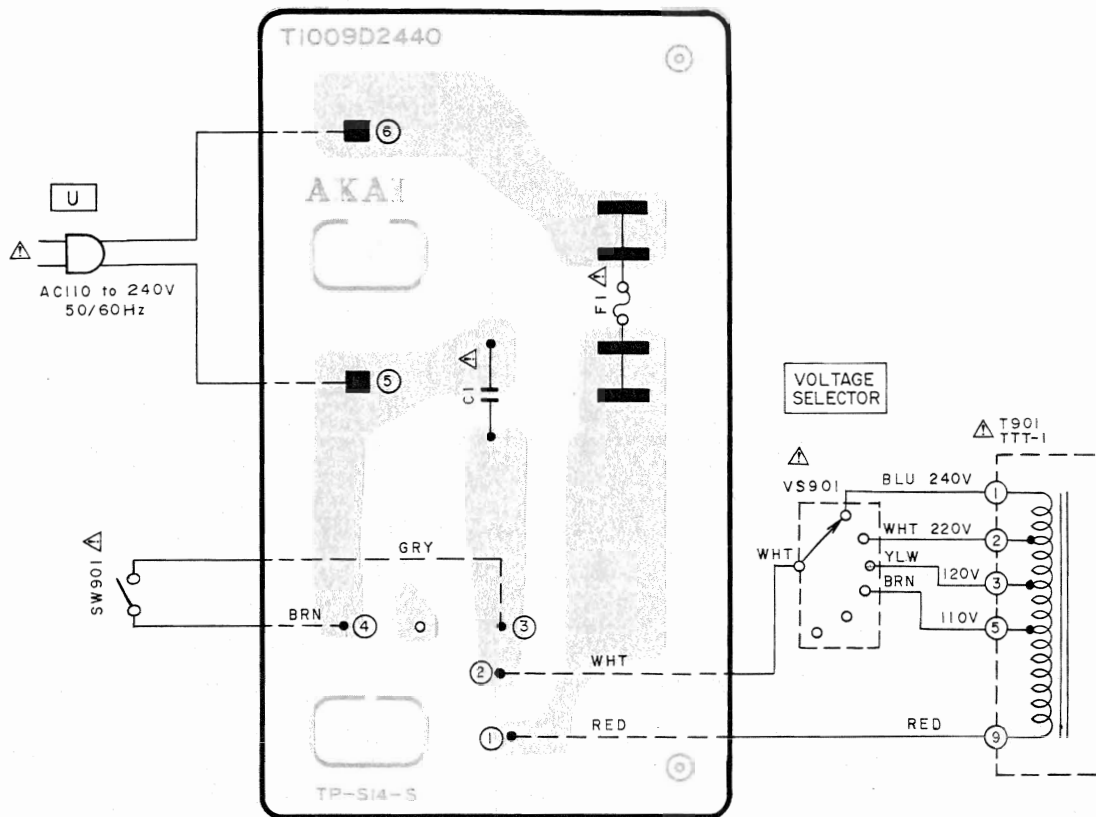 T1009D2440
6
AKAI
U
AC110 to 240V
50/60Hz
F1
5
C1
VOLTAGE
SELECTOR
T901
TTT-1
VS901
BLU 240V
1
WHT 220V
2
WHT
YLW
120V
3
BRN
110V
5
SW901
GRY
BRN
4
3
2
WHT
1
RED
RED
9
TP-S14-S